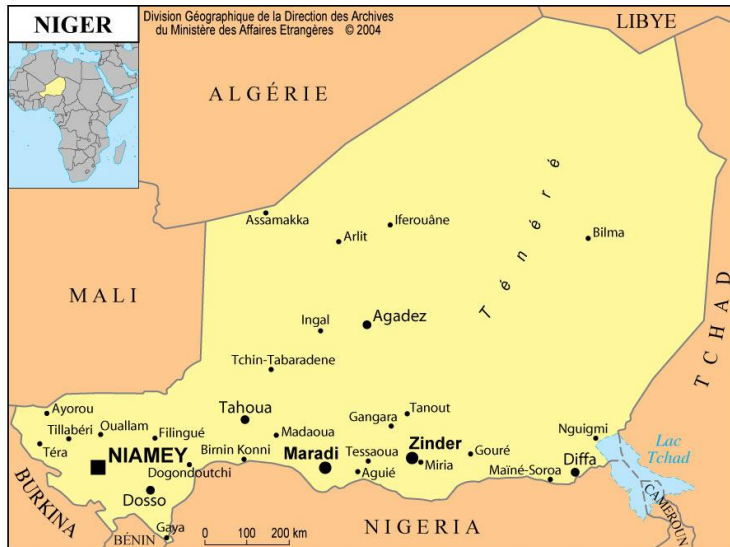 NIGER
Division Géographique de la Direction des Archives
du Ministère des Affaires Etrangères © 2004
LIBYE
ALGÉRIE
Ténéré
Assamakka
Iferouâne
Arlit
Bilma
MALI
TCHAD
Ingal
Agadez
Tchin-Tabaradene
Ayorou
Tahoua
Tanout
Gangara
Tillabéri
Ouallam
Filingué
Madaoua
Nguigmi
Téra
NIAMEY
Birnin Konni
Maradi
Tessaoua
Zinder
Gouré
Lac
Tchad
Dogondoutchi
Aguié
Miria
Maïné-Soroa
Diffa
Dosso
BURKINA
Gaya
BÉNIN
0 100 200 km
NIGERIA
CAMEROUN